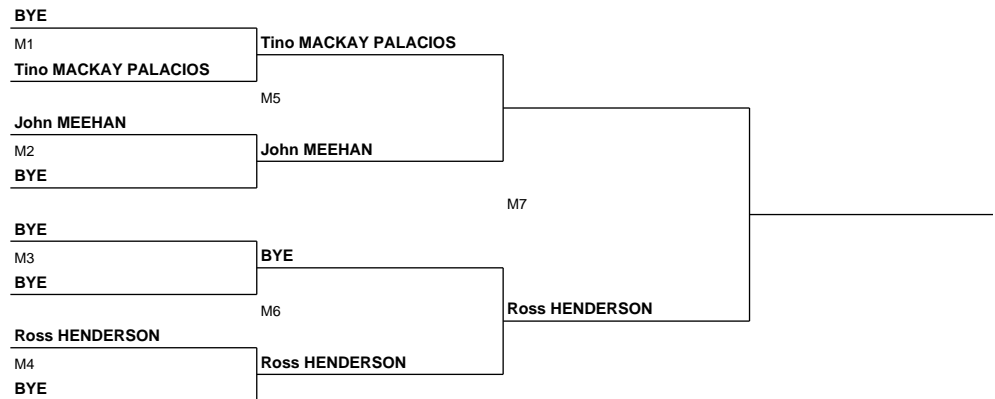 BYE
M1
Tino MACKAY PALACIOS
Tino MACKAY PALACIOS
M5
John MEEHAN
M2
John MEEHAN
BYE
M7
BYE
M3
BYE
BYE
M6
Ross HENDERSON
Ross HENDERSON
M4
Ross HENDERSON
BYE